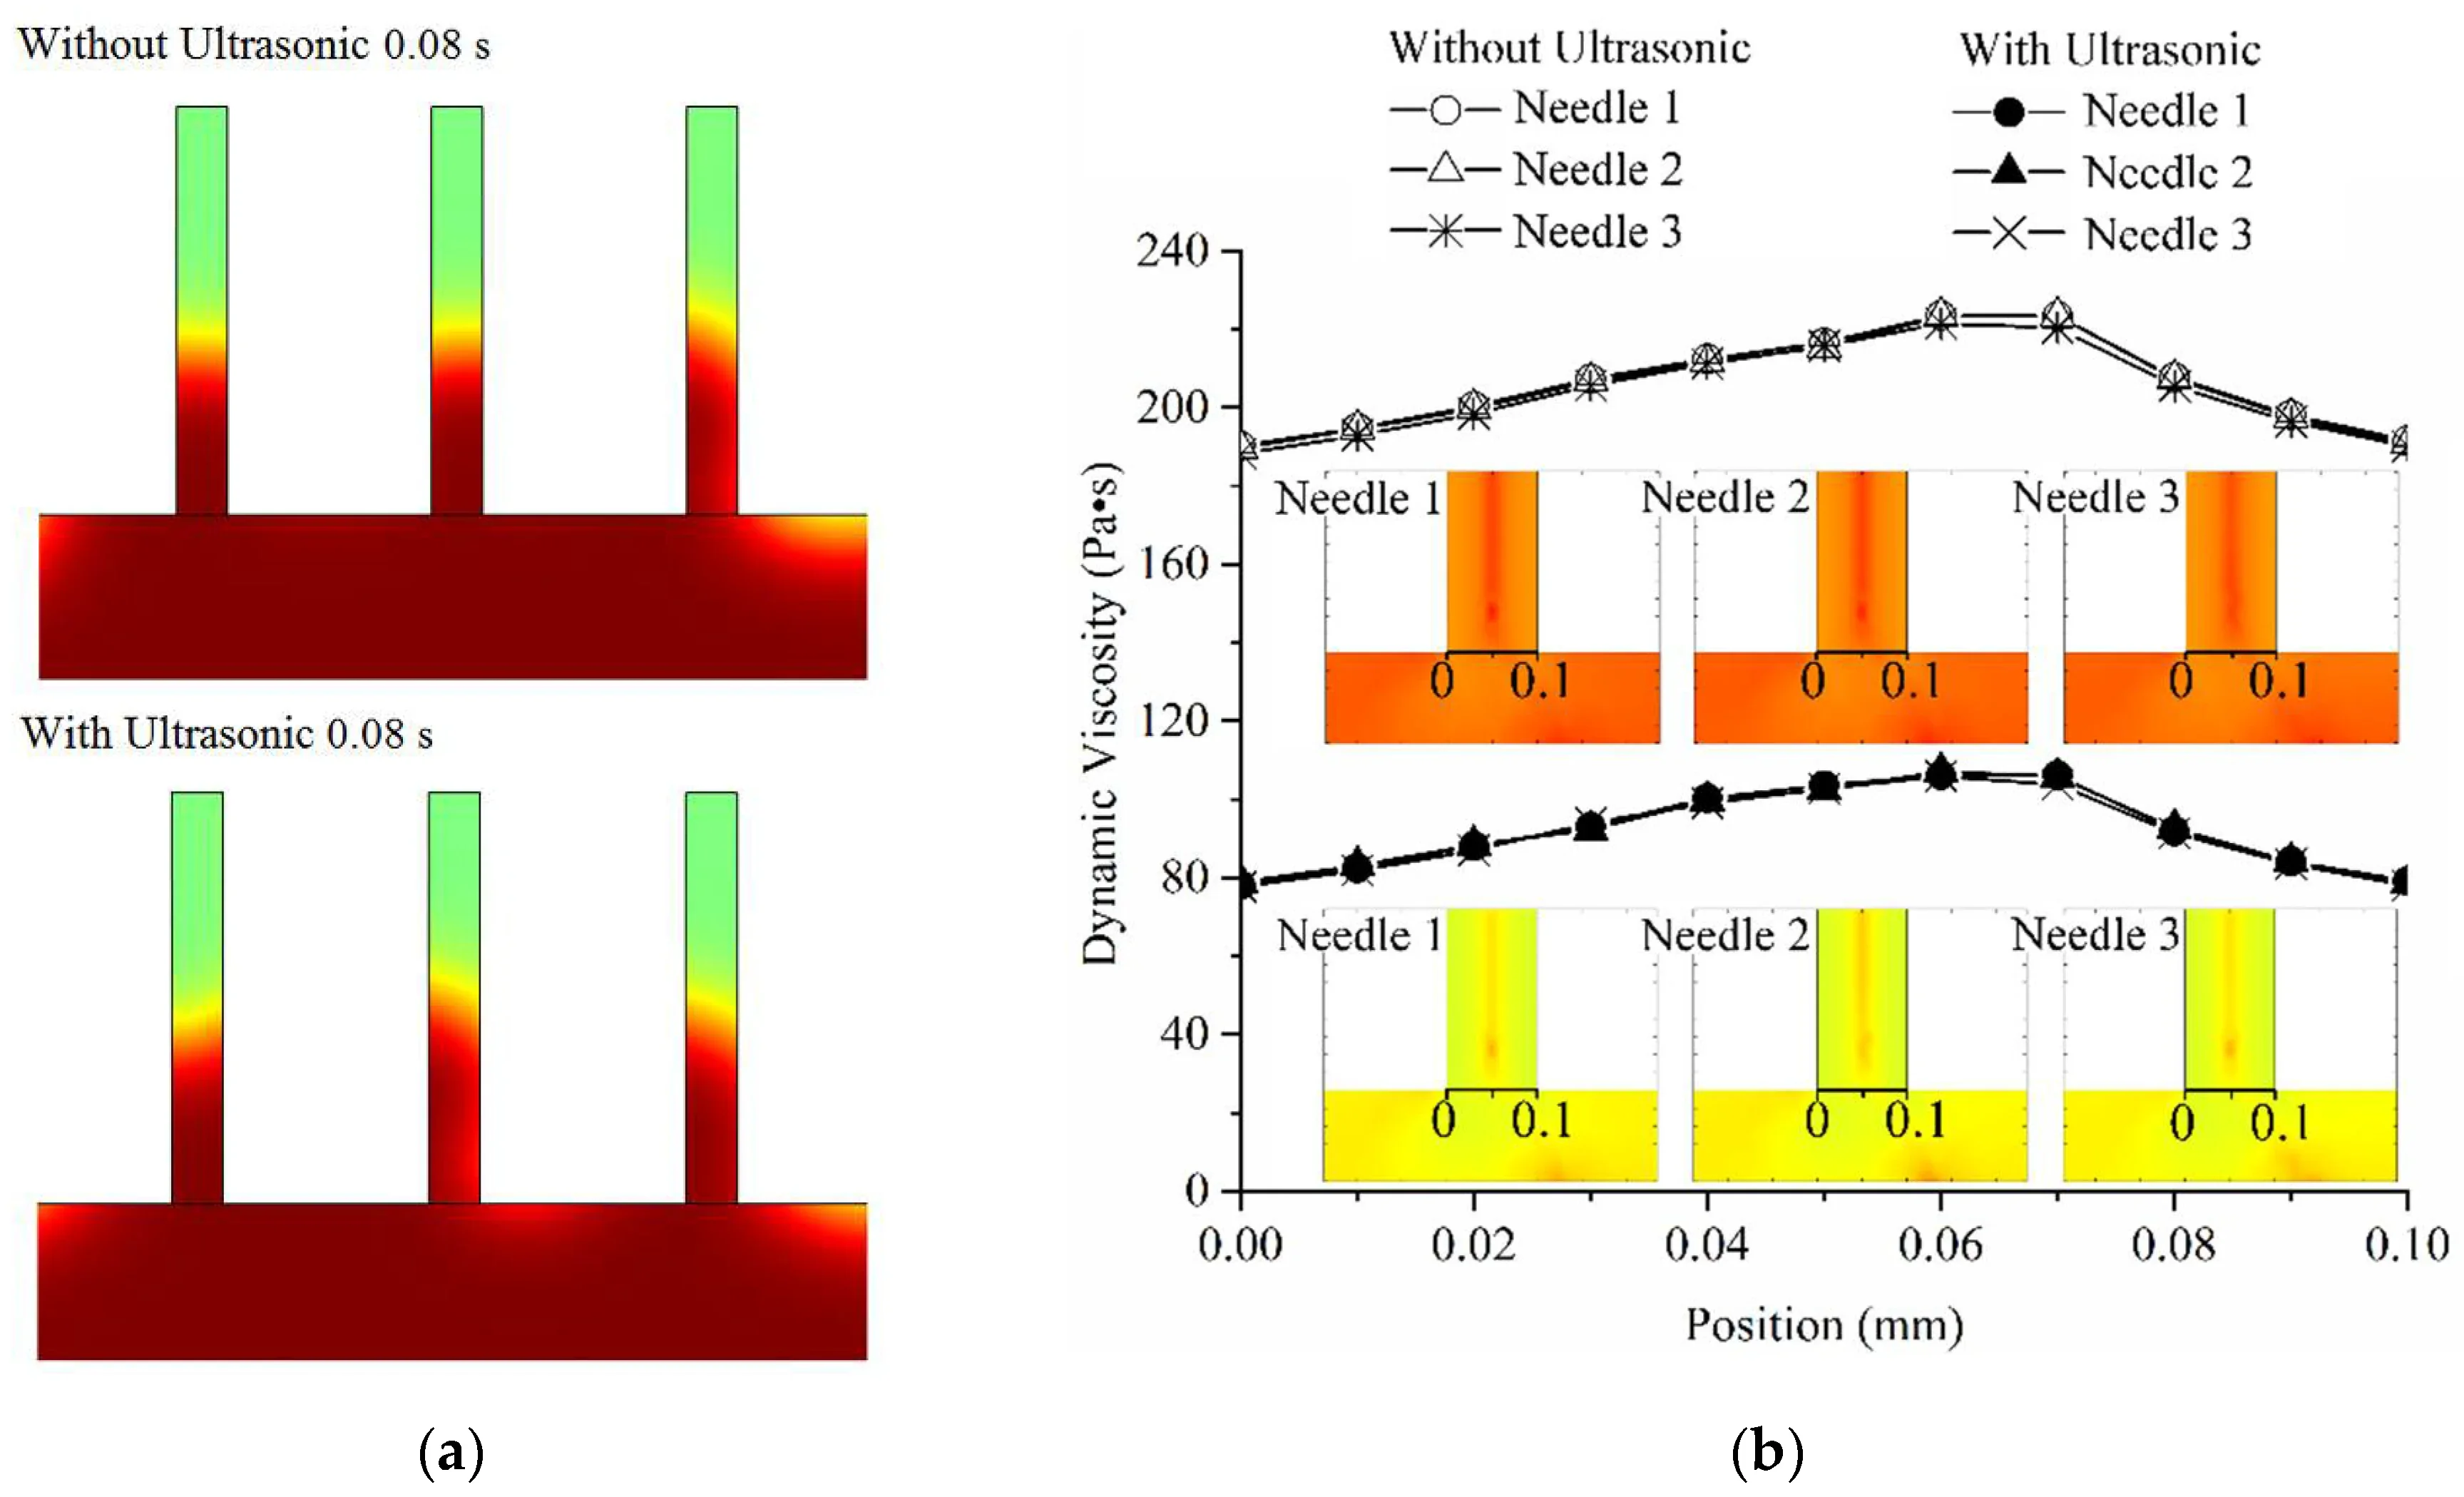 Without Ultrasonic 0.08 s
With Ultrasonic 0.08 s
(a)
Without Ultrasonic
Needle 1
Needle 2
Needle 3
With Ultrasonic
Needle 1
Nccdlc 2
Nccdlc 3
Dynamic Viscosity (Pa•s)
240
200
160
120
80
40
0
Needle 1
0 0.1
Needle 2
0 0.1
Needle 3
0 0.1
Needle 1
0 0.1
Needle 2
0 0.1
Needle 3
0 0.1
0.00 0.02 0.04 0.06 0.08 0.10
Position (mm)
(b)